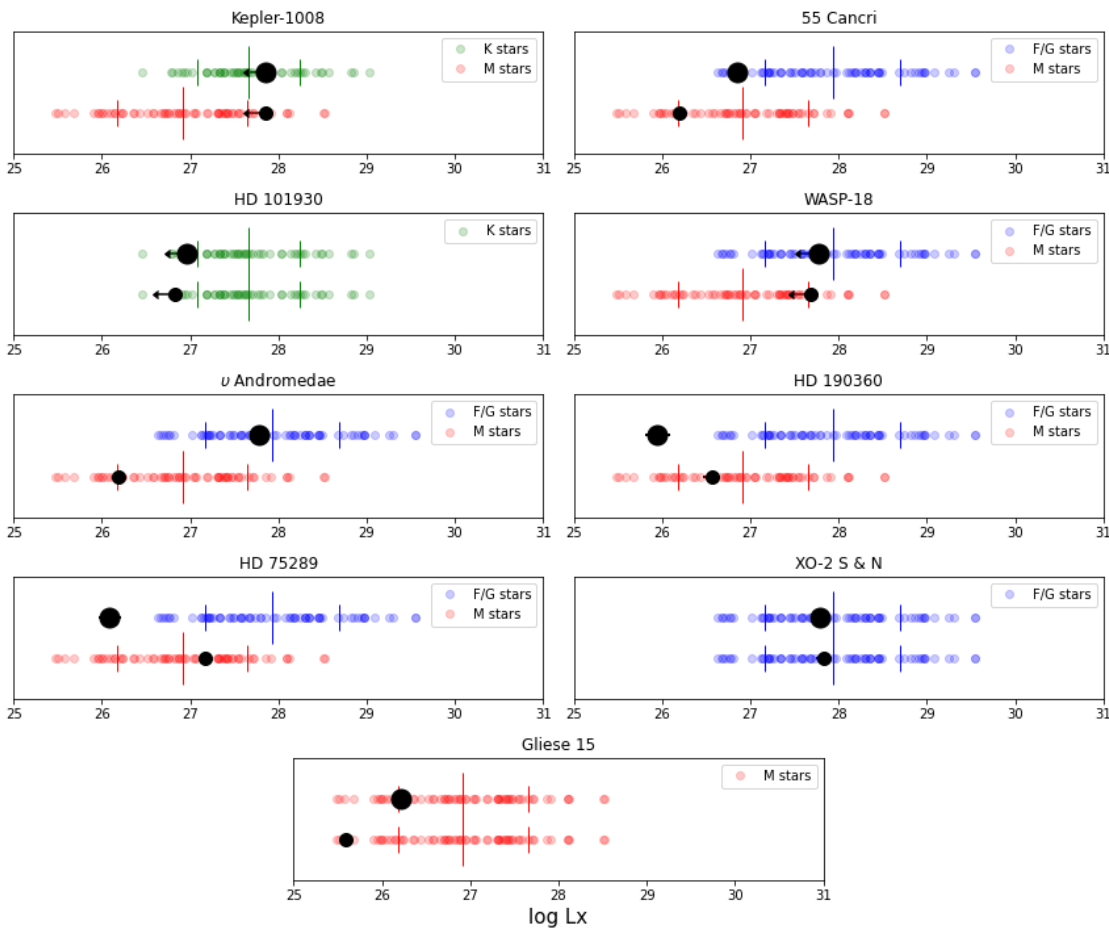 Kepler-1008
K stars
M stars
25 26 27 28 29 30 31
55 Cancri
F/G stars
M stars
25 26 27 28 29 30 31
HD 101930
K stars
25 26 27 28 29 30 31
WASP-18
F/G stars
M stars
25 26 27 28 29 30 31
υ Andromedae
F/G stars
M stars
25 26 27 28 29 30 31
HD 190360
F/G stars
M stars
25 26 27 28 29 30 31
HD 75289
F/G stars
M stars
25 26 27 28 29 30 31
XO-2 S & N
F/G stars
25 26 27 28 29 30 31
Gliese 15
M stars
25 26 27 28 29 30 31
log Lx